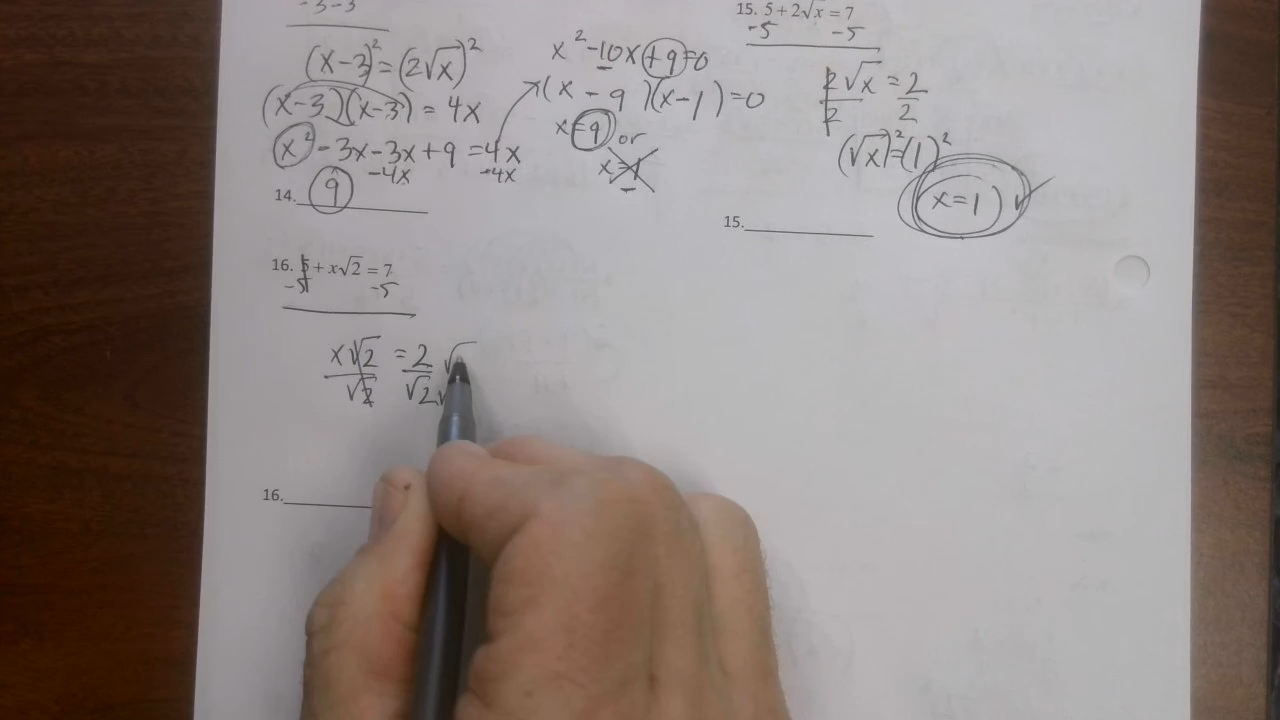 -3 -3
(x-3)² = (2√x)²
(x-3)(x-3) = 4x
x² -3x-3x+9 =4x
-4x -4x
14. 9
x²-10x+9=0
(x-9)(x-1)=0
x=9 or
x=1
15. 5 + 2√x = 7
-5 -5
2√x = 2
2 2
(√x)²=(1)²
x=1 ✓
15.
16. 5 + x√2 = 7
-5 -5
x√2 = 2 √
√2 √2 √
16.